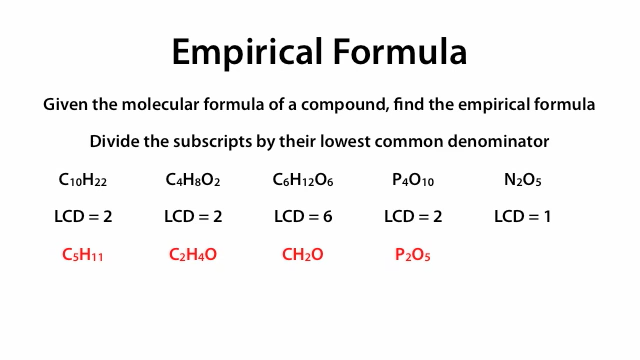 Empirical Formula
Given the molecular formula of a compound, find the empirical formula
Divide the subscripts by their lowest common denominator
C₁₀H₂₂ C₄H₈O₂ C₆H₁₂O₆ P₄O₁₀ N₂O₅
LCD = 2 LCD = 2 LCD = 6 LCD = 2 LCD = 1
C₅H₁₁ C₂H₄O CH₂O P₂O₅